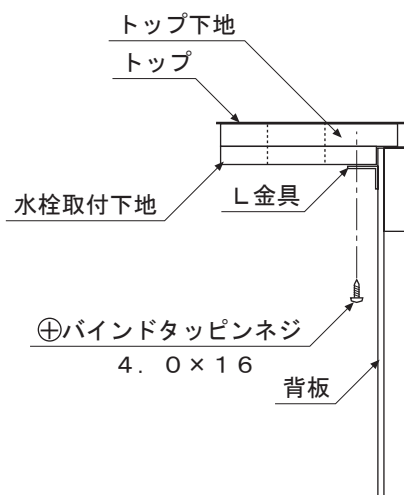 トップ下地
トップ
水栓取付下地
L金具
⊕バインドタッピンネジ
4．0×16
背板